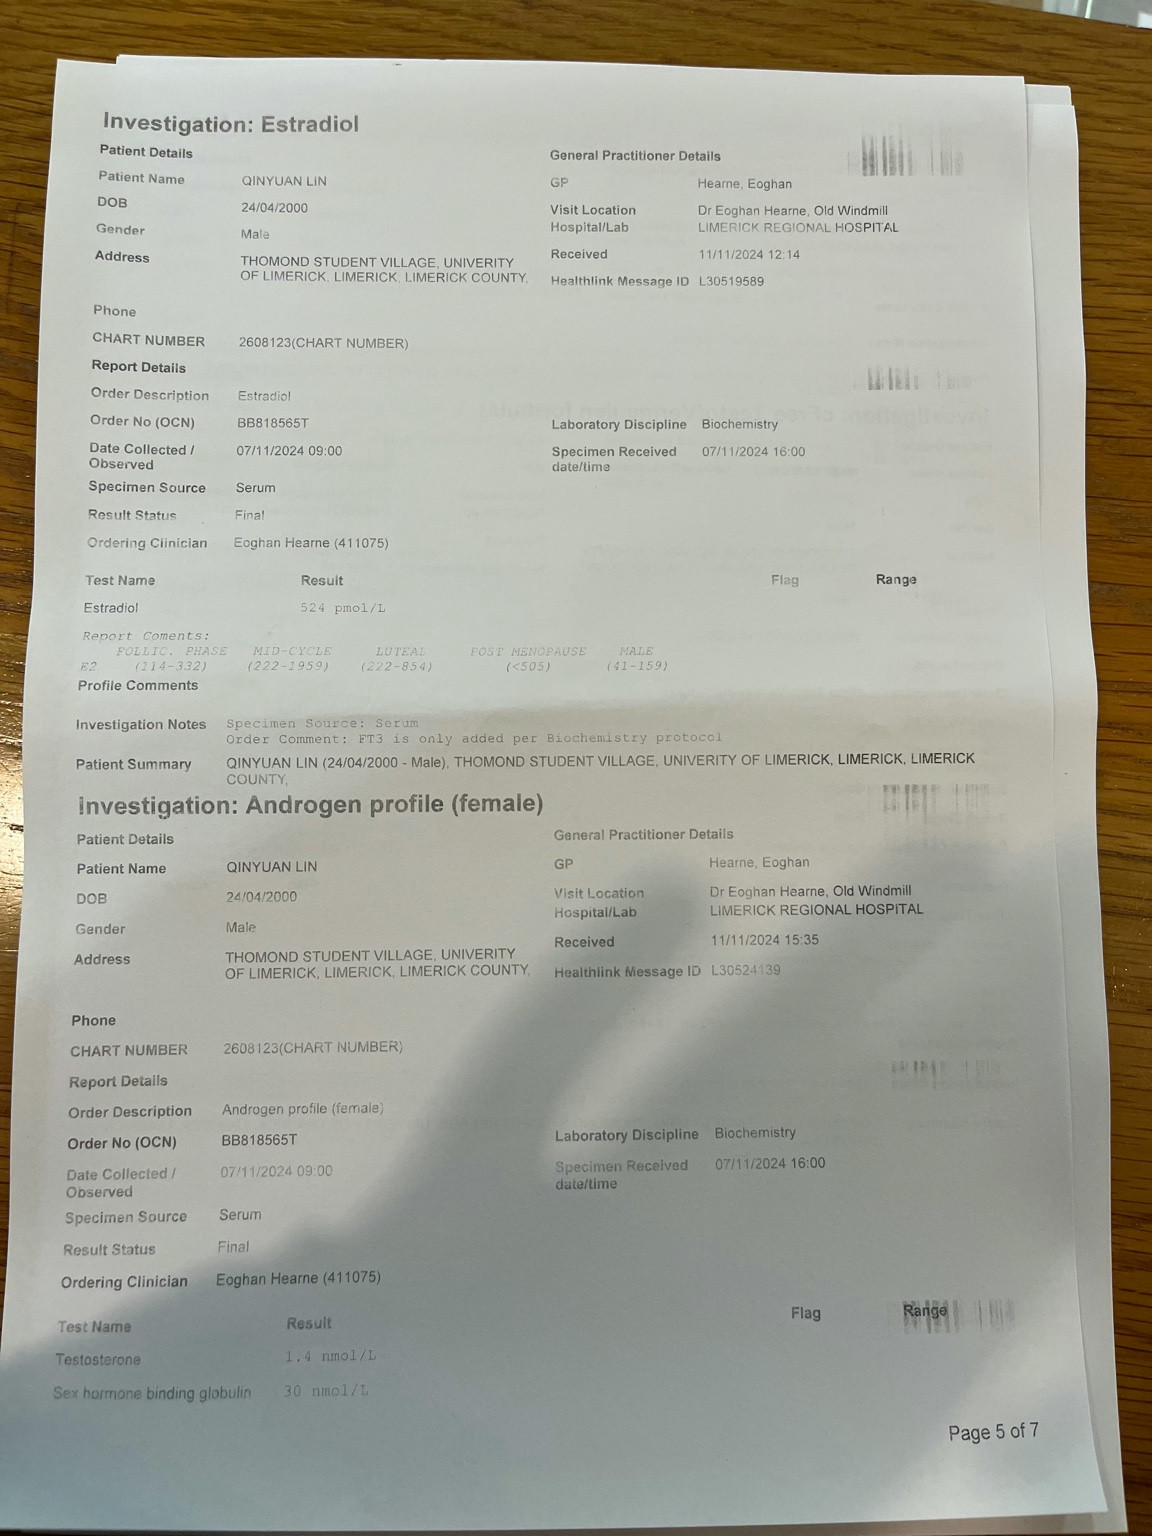 Investigation: Estradiol
Patient Details
General Practitioner Details
Patient Name QINYUAN LIN
GP Hearne, Eoghan
DOB 24/04/2000
Visit Location Dr Eoghan Hearne, Old Windmill
Gender Male
Hospital/Lab LIMERICK REGIONAL HOSPITAL
Address THOMOND STUDENT VILLAGE, UNIVERITY
OF LIMERICK, LIMERICK, LIMERICK COUNTY,
Received 11/11/2024 12:14
Healthlink Message ID L30519589
Phone
CHART NUMBER 2608123(CHART NUMBER)
Report Details
Order Description Estradiol
Order No (OCN) BB818565T
Laboratory Discipline Biochemistry
Date Collected / 07/11/2024 09:00
Observed
Specimen Received 07/11/2024 16:00
date/time
Specimen Source Serum
Result Status Final
Ordering Clinician Eoghan Hearne (411075)
Test Name Result Flag Range
Estradiol 524 pmol/L
Report Coments:
FOLLIC. PHASE MID-CYCLE LUTEAL POST MENOPAUSE MALE
E2 (114-332) (222-1959) (222-854) (<505) (41-159)
Profile Comments
Investigation Notes Specimen Source: Serum
Order Comment: FT3 is only added per Biochemistry protocol
Patient Summary QINYUAN LIN (24/04/2000 - Male), THOMOND STUDENT VILLAGE, UNIVERITY OF LIMERICK, LIMERICK, LIMERICK
COUNTY,
Investigation: Androgen profile (female)
Patient Details
General Practitioner Details
Patient Name QINYUAN LIN
GP Hearne, Eoghan
DOB 24/04/2000
Visit Location Dr Eoghan Hearne, Old Windmill
Hospital/Lab LIMERICK REGIONAL HOSPITAL
Gender Male
Received 11/11/2024 15:35
Address THOMOND STUDENT VILLAGE, UNIVERITY
OF LIMERICK, LIMERICK, LIMERICK COUNTY,
Healthlink Message ID L30524139
Phone
CHART NUMBER 2608123(CHART NUMBER)
Report Details
Order Description Androgen profile (female)
Order No (OCN) BB818565T
Laboratory Discipline Biochemistry
Date Collected / 07/11/2024 09:00
Observed
Specimen Received 07/11/2024 16:00
date/time
Specimen Source Serum
Result Status Final
Ordering Clinician Eoghan Hearne (411075)
Test Name Result Flag Range
Testosterone 1.4 nmol/L
Sex hormone binding globulin 30 nmol/L
Page 5 of 7